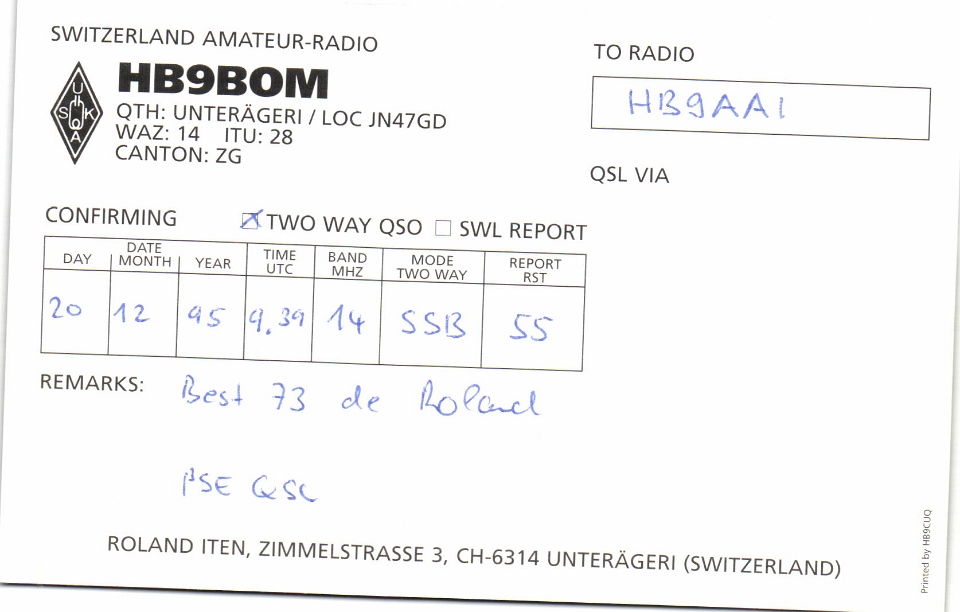 SWITZERLAND AMATEUR-RADIO
HB9BOM
USKA
QTH: UNTERÄGERI / LOC JN47GD
WAZ: 14 ITU: 28
CANTON: ZG
TO RADIO
HB9AAI
QSL VIA
CONFIRMING ☒ TWO WAY QSO ☐ SWL REPORT
DAY DATE MONTH YEAR TIME UTC BAND MHZ MODE TWO WAY REPORT RST
20 12 95 9.39 14 SSB 55
REMARKS: Best 73 de Roland
PSE QSL
ROLAND ITEN, ZIMMELSTRASSE 3, CH-6314 UNTERÄGERI (SWITZERLAND)
Printed by HB9CUQ